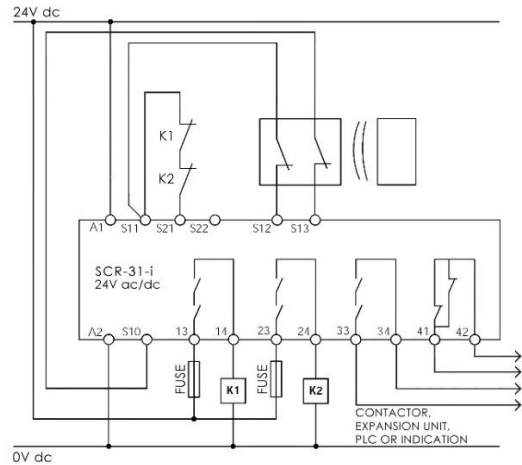 24V dc
K1
K2
A1 S11 S21 S22 S12 S13
SCR-31-i
24V ac/dc
A2 S10 13 14 23 24 33 34 41 42
FUSE K1 FUSE K2
CONTACTOR,
EXPANSION UNIT,
PLC OR INDICATION
0V dc